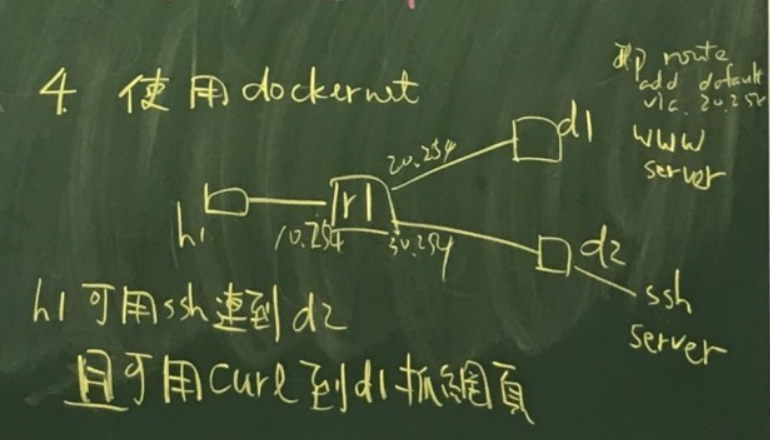 4 使用dockernet
ip route
add default
via 20.254
www
server
d1
20.254
r1
h1
10.254
30.254
d2
ssh
server
h1可用ssh連到d2
且可用curl到d1抓網頁